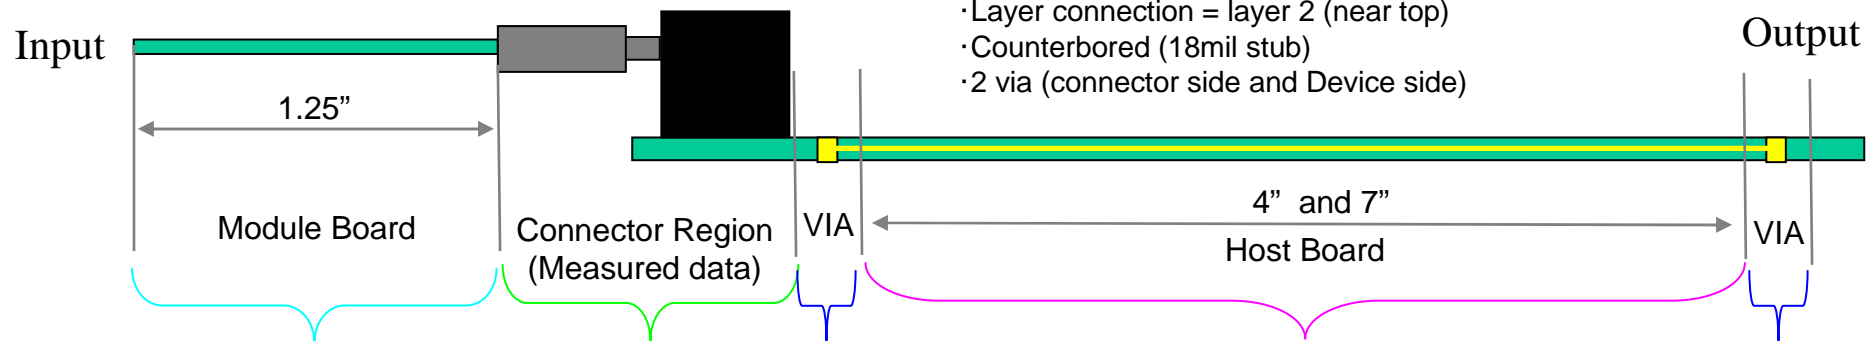 ·Layer connection = layer 2 (near top)
·Counterbored (18mil stub)
·2 via (connector side and Device side)
Input
Output
1.25”
4” and 7”
Module Board
Connector Region
(Measured data)
VIA
Host Board
VIA